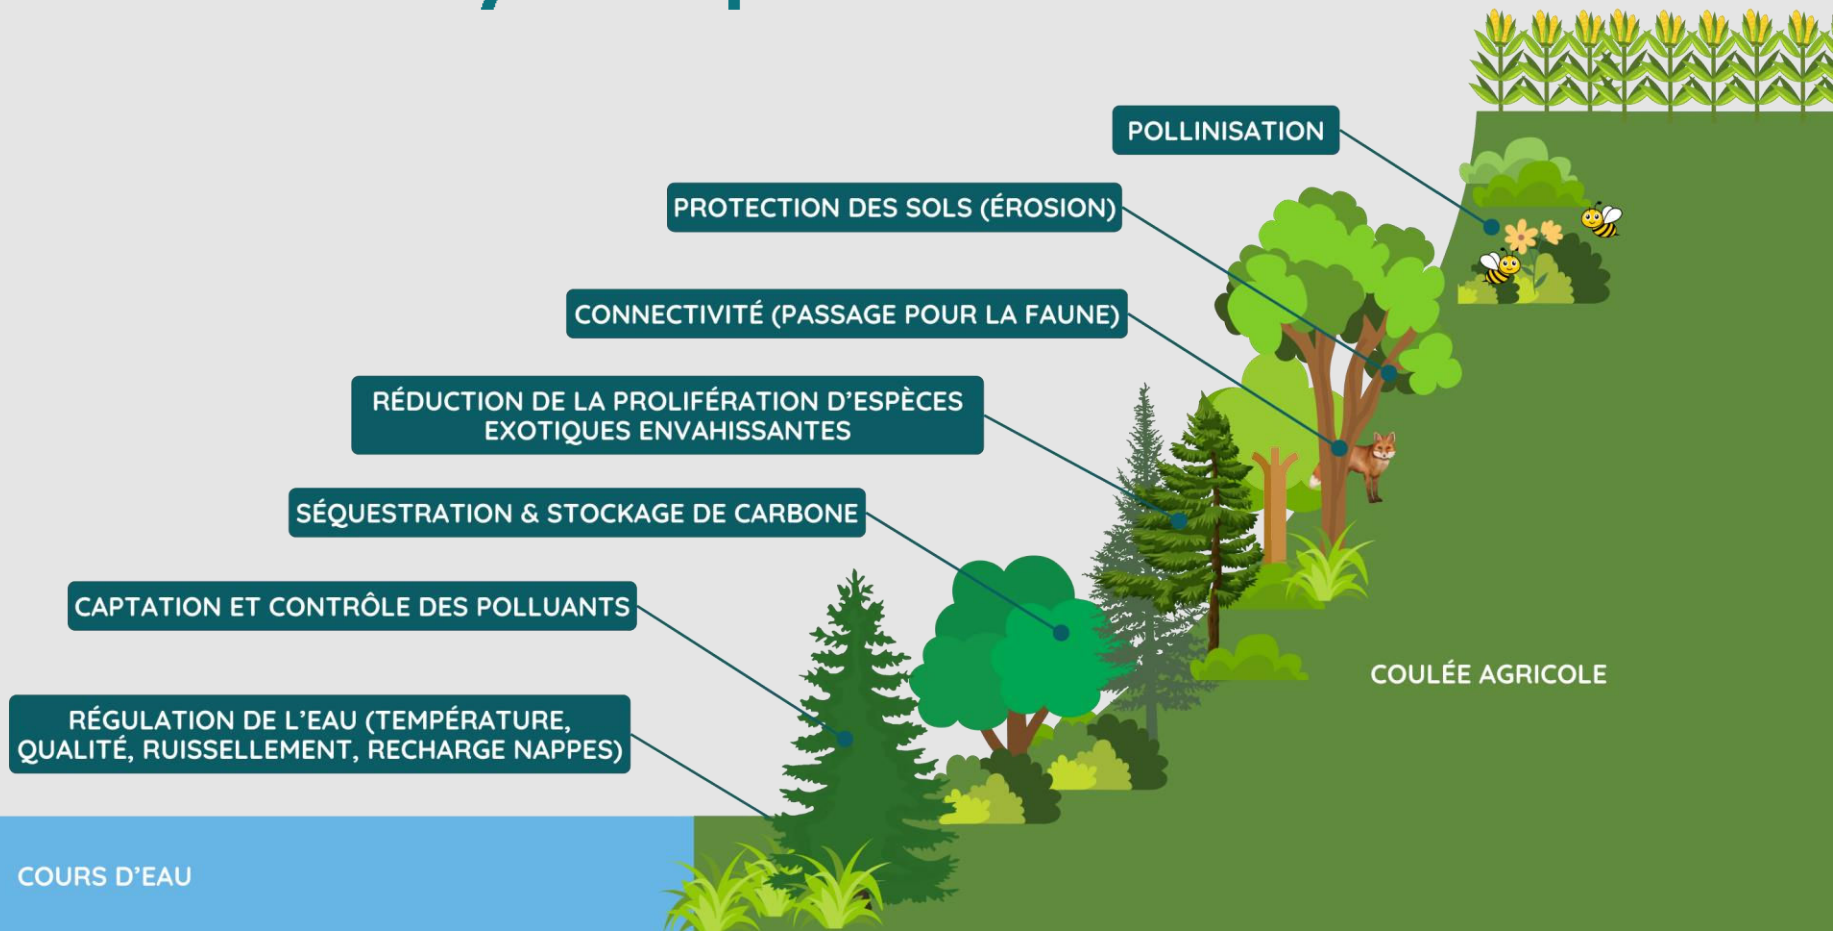 POLLINISATION
PROTECTION DES SOLS (ÉROSION)
CONNECTIVITÉ (PASSAGE POUR LA FAUNE)
RÉDUCTION DE LA PROLIFÉRATION D'ESPÈCES
EXOTIQUES ENVAHISSANTES
SÉQUESTRATION & STOCKAGE DE CARBONE
CAPTATION ET CONTRÔLE DES POLLUANTS
COULÉE AGRICOLE
RÉGULATION DE L'EAU (TEMPÉRATURE,
QUALITÉ, RUISSELLEMENT, RECHARGE NAPPES)
COURS D'EAU